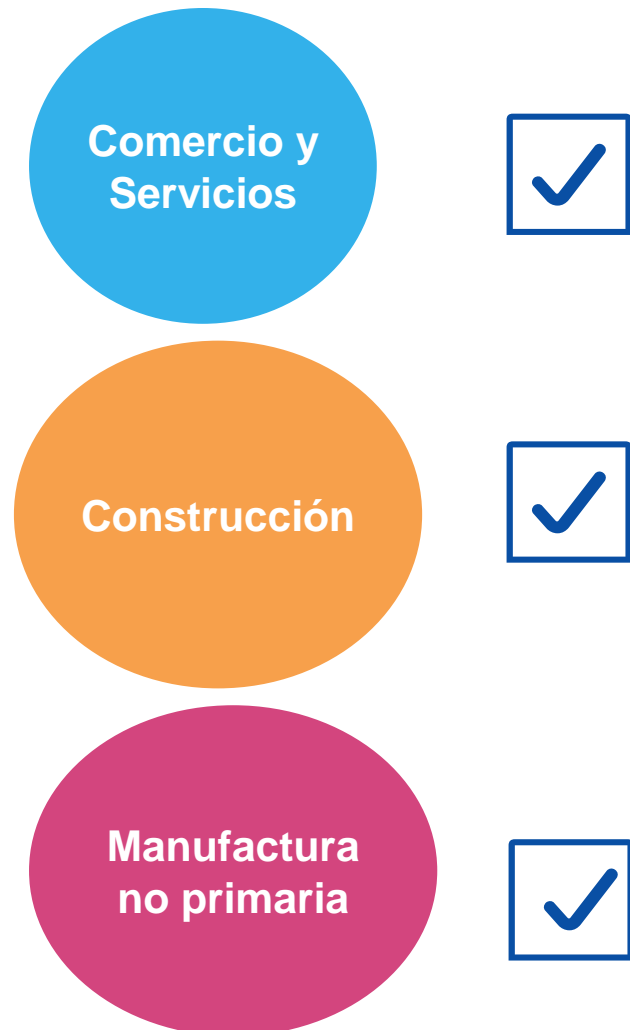 Comercio y
Servicios
Construcción
Manufactura
no primaria